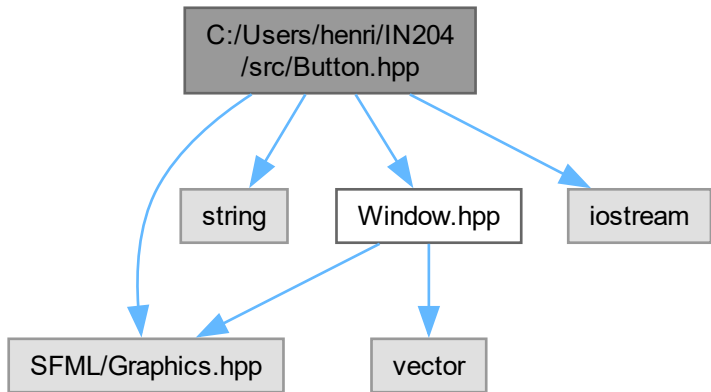 C:/Users/henri/IN204
/src/Button.hpp
string
Window.hpp
iostream
SFML/Graphics.hpp
vector